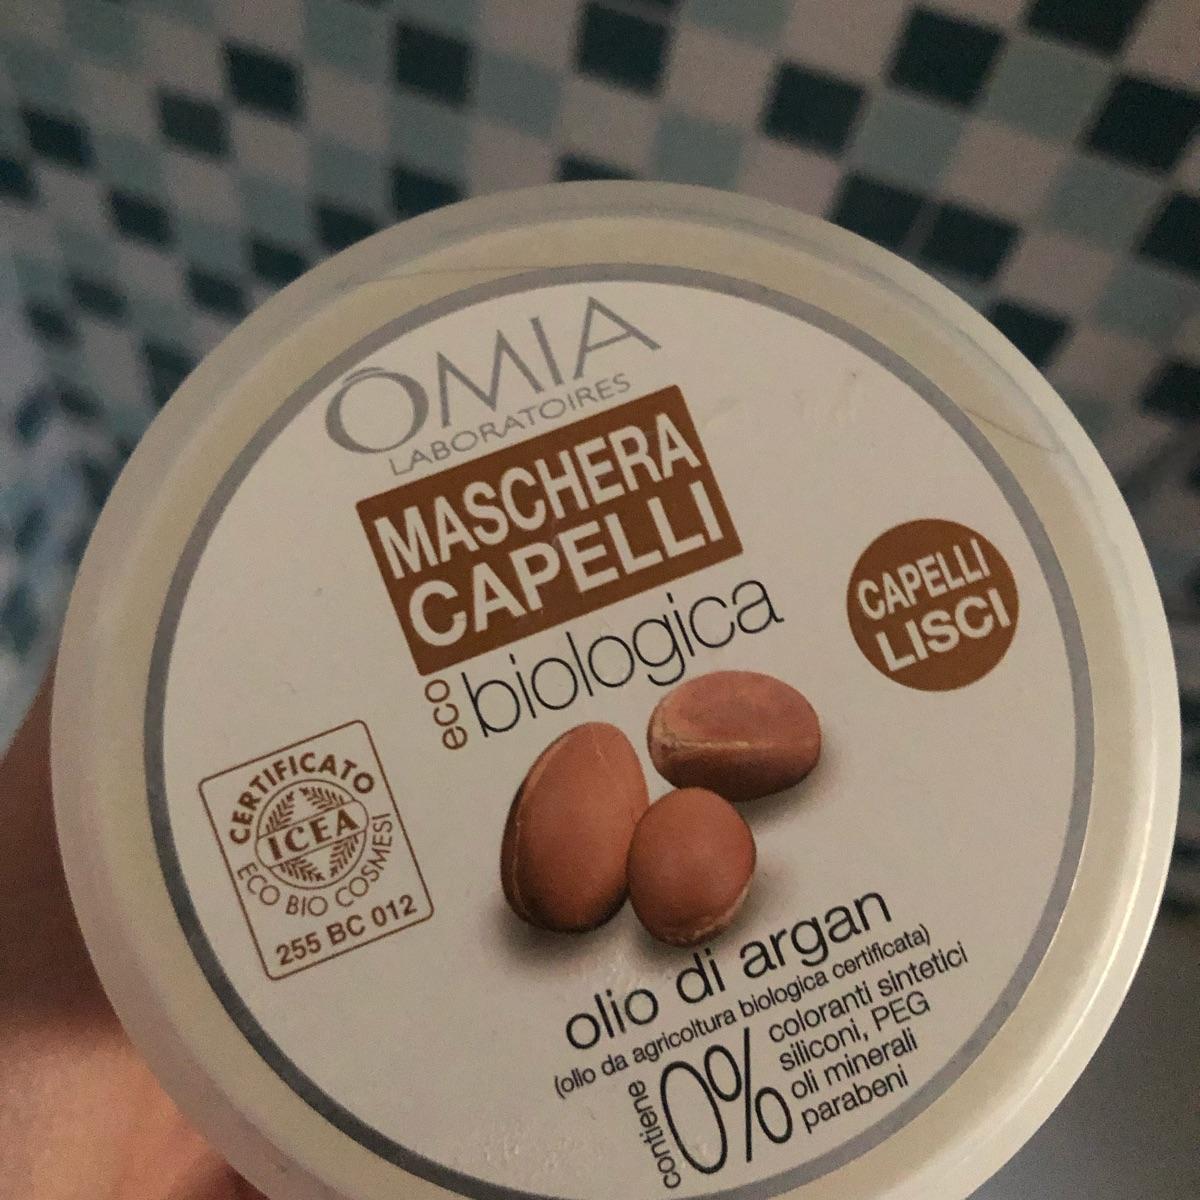 ÔMIA
LABORATOIRES
MASCHERA
CAPELLI
eco biologica
CAPELLI
LISCI
CERTIFICATO
ICEA
ECO BIO COSMESI
255 BC 012
olio di argan
(olio da agricoltura biologica certificata)
contiene 0%
coloranti sintetici
siliconi, PEG
oli minerali
parabeni